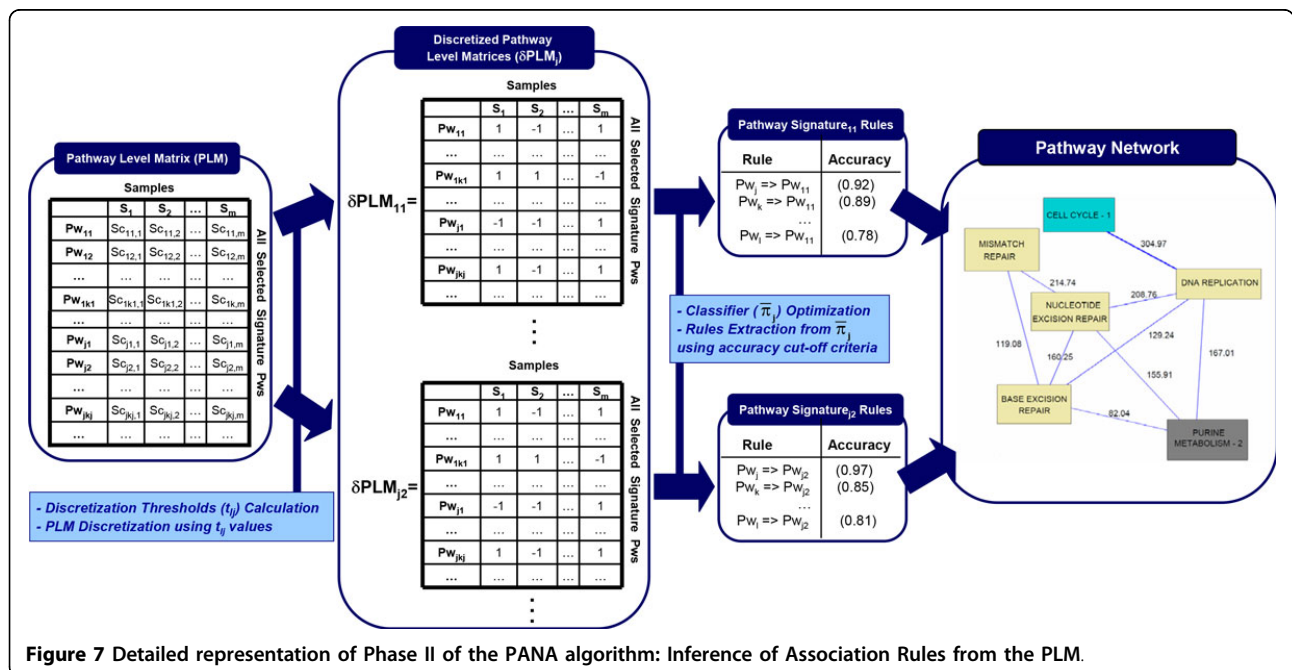 Pathway Level Matrix (PLM)
Samples
S1 S2 ... Sm
Pw11 Sc11,1 Sc11,2 ... Sc11,m
Pw12 Sc12,1 Sc12,2 ... Sc12,m
... ... ... ... ...
Pw1k1 Sc1k1,1 Sc1k1,2 ... Sc1k,m
... ... ... ... ...
Pwj1 Scj1,1 Scj1,2 ... Scj1,m
Pwj2 Scj2,1 Scj2,2 ... Scj2,m
... ... ... ... ...
Pwjkj Scjkj,1 Scjkj,2 ... Scjkj,m
... ... ... ... ...
All Selected Signature Pws
- Discretization Thresholds (tij) Calculation
- PLM Discretization using tij values
Discretized Pathway
Level Matrices (δPLMj)
Samples
S1 S2 ... Sm
Pw11 1 -1 ... 1
... ... ... ... ...
Pw1k1 1 1 ... -1
... ... ... ... ...
Pwj1 -1 -1 ... 1
... ... ... ... ...
Pwjkj 1 -1 ... 1
... ... ... ... ...
All Selected Signature Pws
δPLM11=
Samples
S1 S2 ... Sm
Pw11 1 -1 ... 1
... ... ... ... ...
Pw1k1 1 1 ... -1
... ... ... ... ...
Pwj1 -1 -1 ... 1
... ... ... ... ...
Pwjkj 1 -1 ... 1
... ... ... ... ...
All Selected Signature Pws
δPLMj2=
Pathway Signature11 Rules
Rule Accuracy
Pwj => Pw11 (0.92)
Pwk => Pw11 (0.89)
...
Pwl => Pw11 (0.78)
- Classifier (π̅j) Optimization
- Rules Extraction from π̅j
using accuracy cut-off criteria
Pathway Signaturej2 Rules
Rule Accuracy
Pwj => Pwj2 (0.97)
Pwk => Pwj2 (0.85)
...
Pwl => Pwj2 (0.81)
Pathway Network
CELL CYCLE - 1
304.97
MISMATCH
REPAIR
214.74
DNA REPLICATION
208.76
NUCLEOTIDE
EXCISION REPAIR
129.24
119.08
160.25
167.01
155.91
BASE EXCISION
REPAIR
82.04
PURINE
METABOLISM - 2
Figure 7 Detailed representation of Phase II of the PANA algorithm: Inference of Association Rules from the PLM.